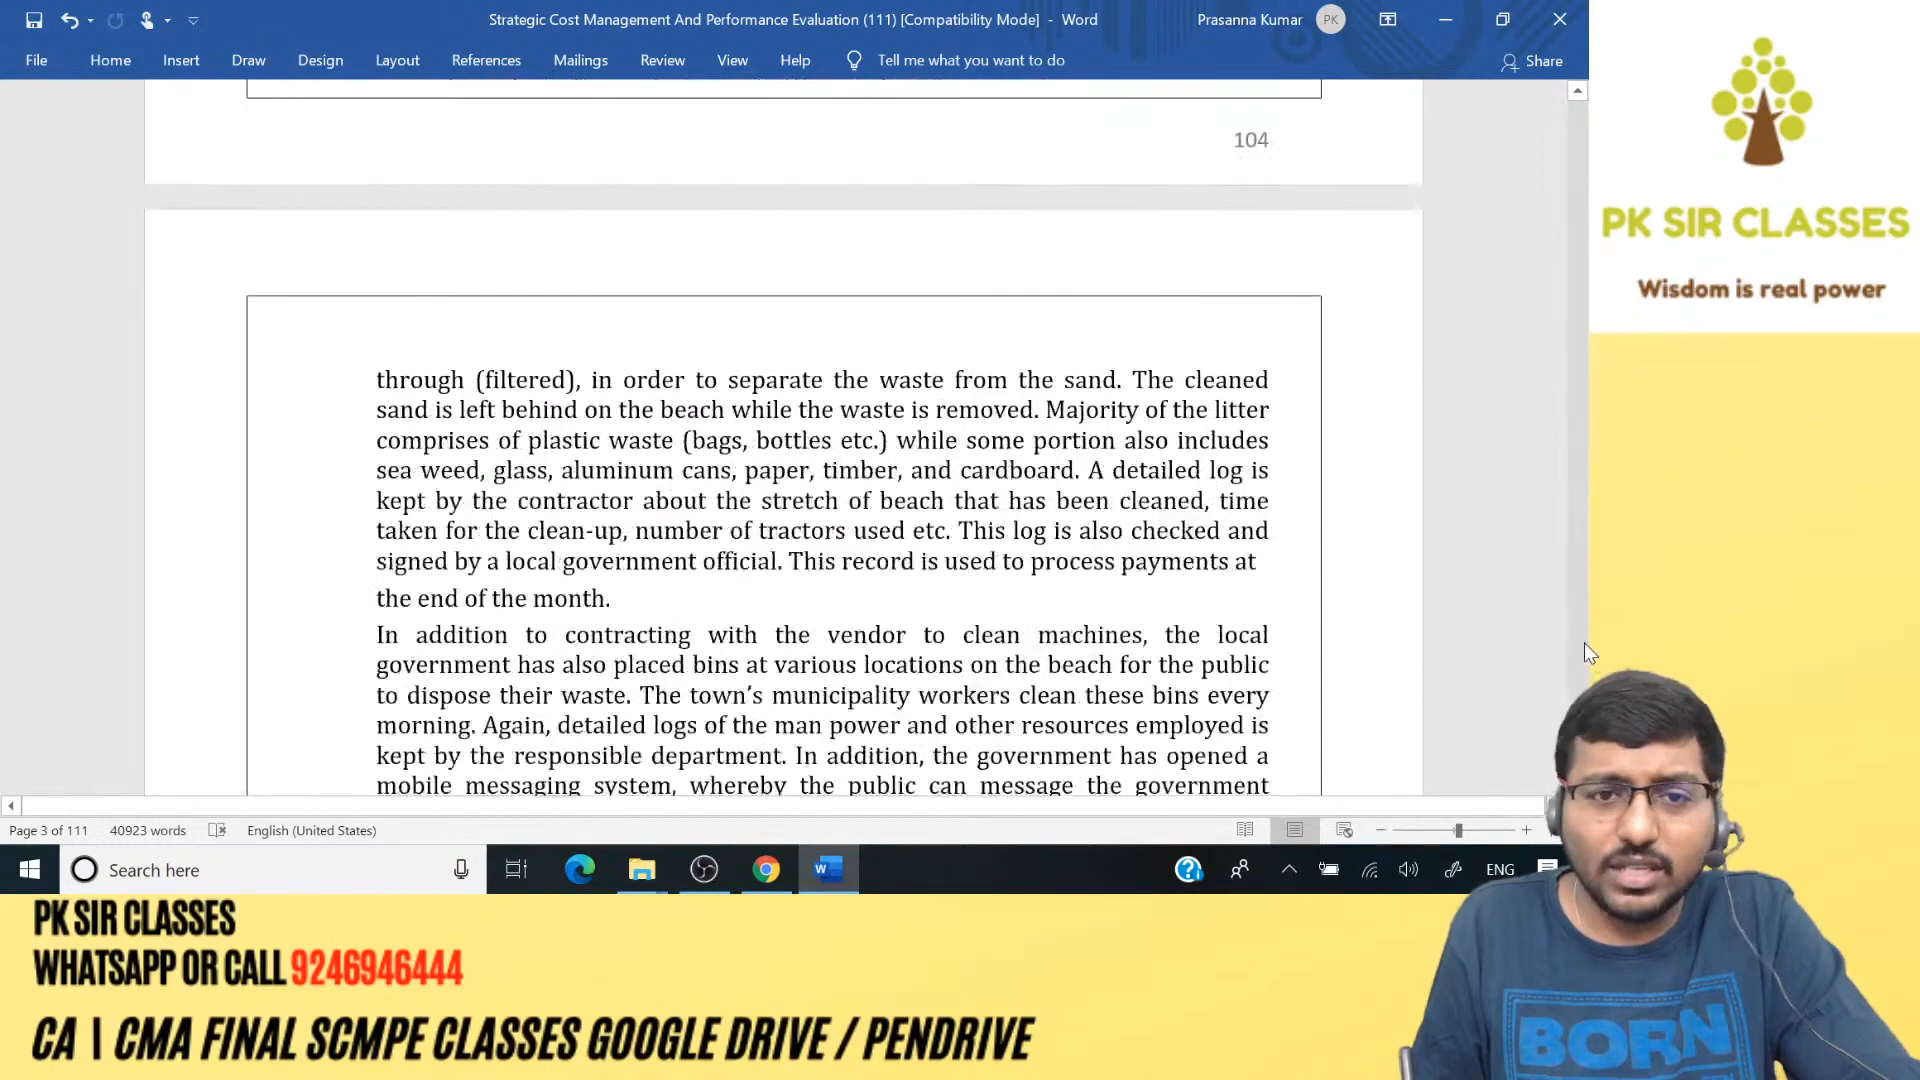 Strategic Cost Management And Performance Evaluation (111) [Compatibility Mode] - Word
Prasanna Kumar
PK
File Home Insert Draw Design Layout References Mailings Review View Help Tell me what you want to do
Share
104
through (filtered), in order to separate the waste from the sand. The cleaned
sand is left behind on the beach while the waste is removed. Majority of the litter
comprises of plastic waste (bags, bottles etc.) while some portion also includes
sea weed, glass, aluminum cans, paper, timber, and cardboard. A detailed log is
kept by the contractor about the stretch of beach that has been cleaned, time
taken for the clean-up, number of tractors used etc. This log is also checked and
signed by a local government official. This record is used to process payments at
the end of the month.
In addition to contracting with the vendor to clean machines, the local
government has also placed bins at various locations on the beach for the public
to dispose their waste. The town's municipality workers clean these bins every
morning. Again, detailed logs of the man power and other resources employed is
kept by the responsible department. In addition, the government has opened a
mobile messaging system, whereby the public can message the government
Page 3 of 111 40923 words English (United States)
Search here
ENG
PK SIR CLASSES
Wisdom is real power
PK SIR CLASSES
WHATSAPP OR CALL 9246946444
CA \ CMA FINAL SCMPE CLASSES GOOGLE DRIVE / PENDRIVE
BORN